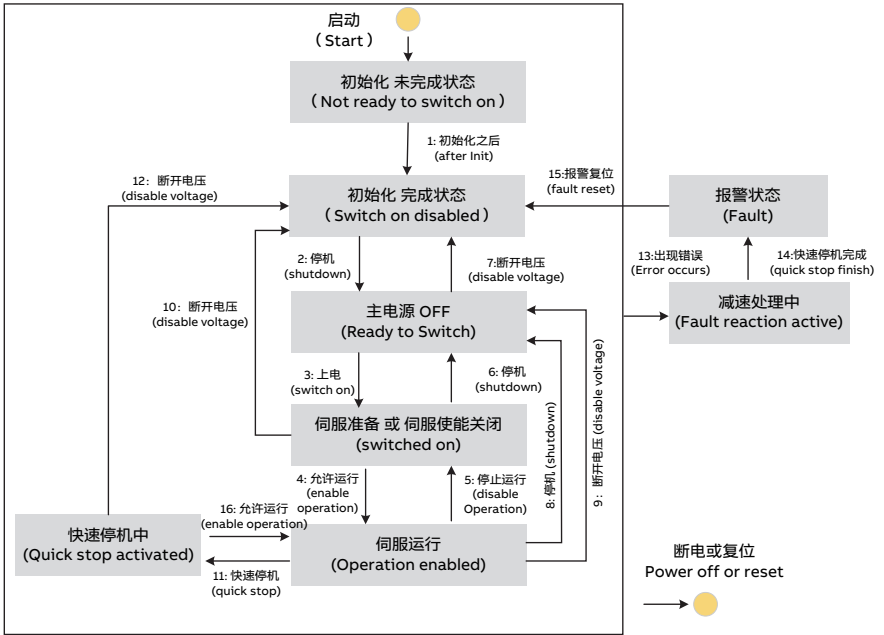 启动
（ Start ）
初始化 未完成状态
（ Not ready to switch on ）
1: 初始化之后
(after Init)
12：断开电压
(disable voltage)
初始化 完成状态
（ Switch on disabled ）
15:报警复位
(fault reset)
报警状态
(Fault)
2: 停机
(shutdown)
7:断开电压
(disable voltage)
13:出现错误
(Error occurs)
14:快速停机完成
(quick stop finish)
10：断开电压
(disable voltage)
主电源 OFF
(Ready to Switch)
减速处理中
(Fault reaction active)
3: 上电
(switch on)
6: 停机
(shutdown)
伺服准备 或 伺服使能关闭
(switched on)
8: 停机 (shutdown)
9：断开电压 (disable voltage)
4: 允许运行
(enable
operation)
5: 停止运行
(disable
Operation)
16: 允许运行
(enable operation)
快速停机中
(Quick stop activated)
伺服运行
(Operation enabled)
11: 快速停机
(quick stop)
断电或复位
Power off or reset